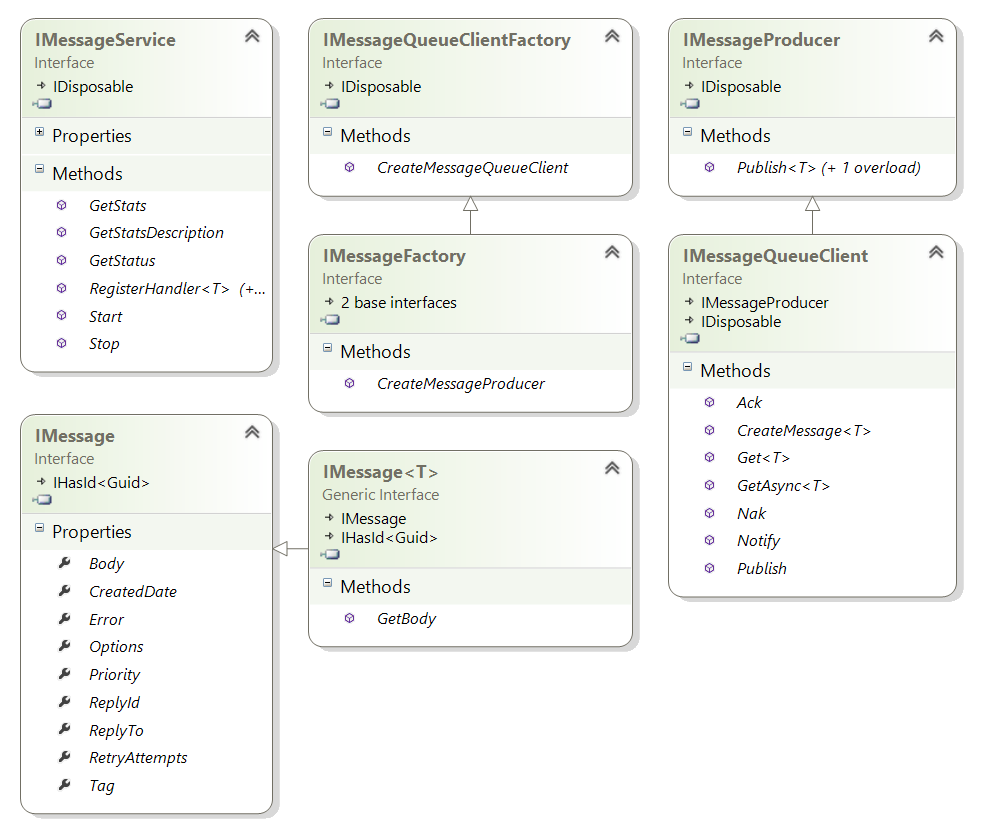 IMessageService
Interface
IDisposable
Properties
Methods
GetStats
GetStatsDescription
GetStatus
RegisterHandler<T> (+...
Start
Stop
IMessageQueueClientFactory
Interface
IDisposable
Methods
CreateMessageQueueClient
IMessageProducer
Interface
IDisposable
Methods
Publish<T> (+ 1 overload)
IMessageFactory
Interface
2 base interfaces
Methods
CreateMessageProducer
IMessageQueueClient
Interface
IMessageProducer
IDisposable
Methods
Ack
CreateMessage<T>
Get<T>
GetAsync<T>
Nak
Notify
Publish
IMessage
Interface
IHasId<Guid>
Properties
Body
CreatedDate
Error
Options
Priority
ReplyId
ReplyTo
RetryAttempts
Tag
IMessage<T>
Generic Interface
IMessage
IHasId<Guid>
Methods
GetBody